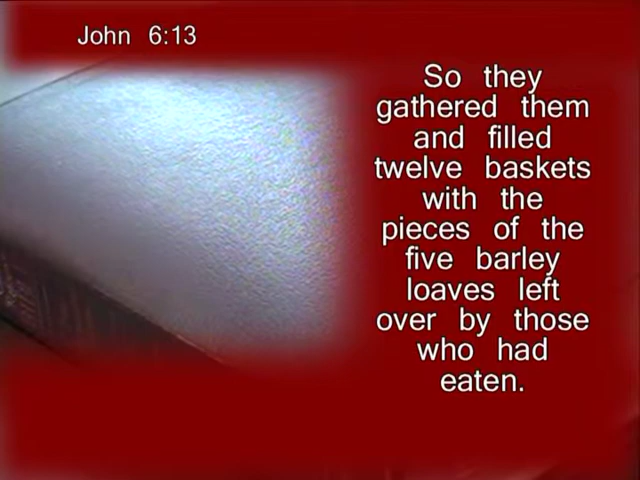 John 6:13
So they
gathered them
and filled
twelve baskets
with the
pieces of the
five barley
loaves left
over by those
who had
eaten.